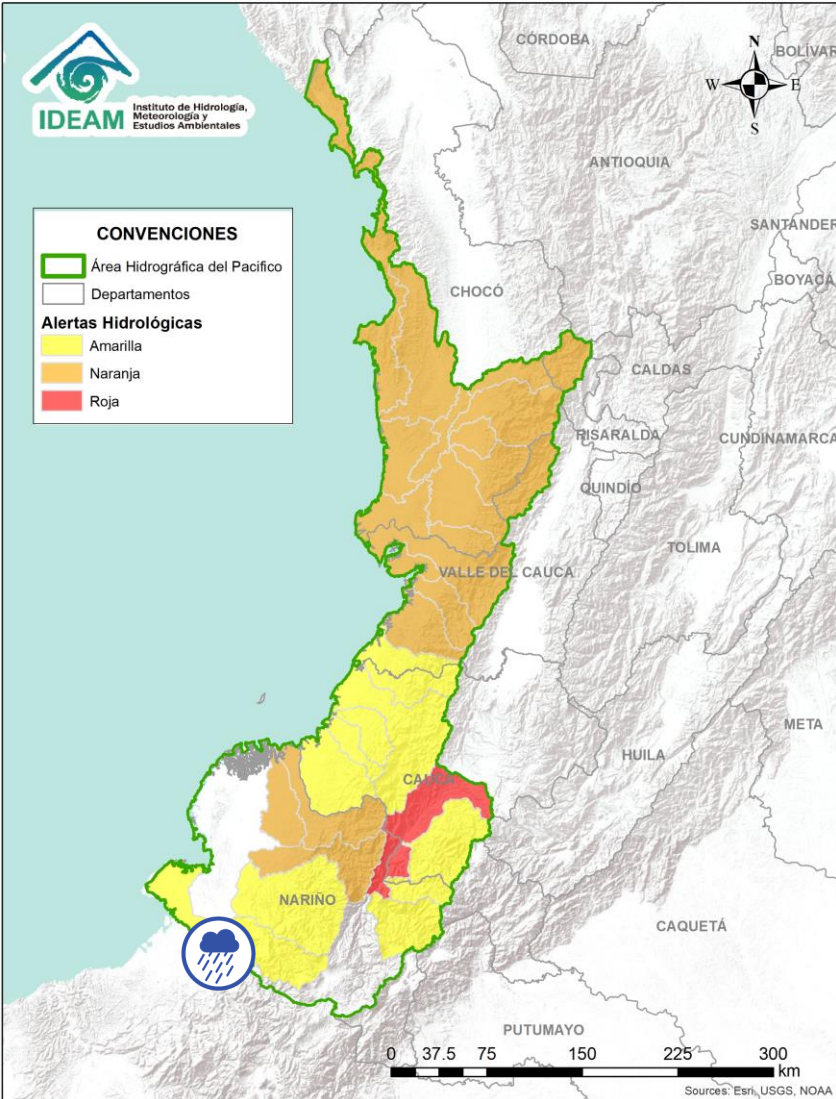 IDEAM
Instituto de Hidrología,
Meteorología y
Estudios Ambientales
CONVENCIONES
Área Hidrográfica del Pacifico
Departamentos
Alertas Hidrológicas
Amarilla
Naranja
Roja
N
W
E
S
CÓRDOBA
BOLÍVAR
ANTIOQUIA
SANTANDER
BOYACÁ
CHOCÓ
CALDAS
RISARALDA
CUNDINAMARCA
QUINDÍO
TOLIMA
VALLE DEL CAUCA
META
HUILA
CAUCA
NARIÑO
CAQUETÁ
PUTUMAYO
0 37.5 75 150 225 300
km
Sources: Esri, USGS, NOAA